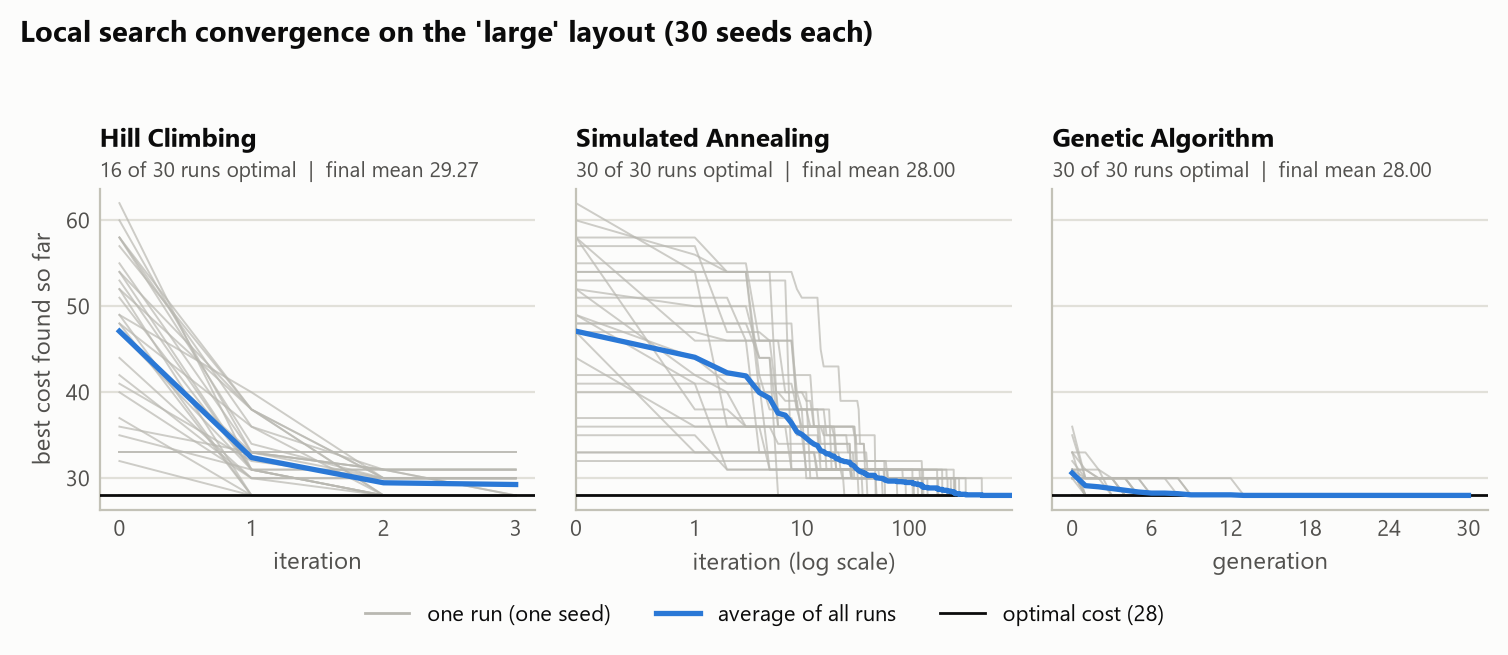 Local search convergence on the 'large' layout (30 seeds each)
Hill Climbing
16 of 30 runs optimal | final mean 29.27
Simulated Annealing
30 of 30 runs optimal | final mean 28.00
Genetic Algorithm
30 of 30 runs optimal | final mean 28.00
best cost found so far
60
50
40
30
0 1 2 3
iteration
0 1 10 100
iteration (log scale)
0 6 12 18 24 30
generation
one run (one seed)
average of all runs
optimal cost (28)